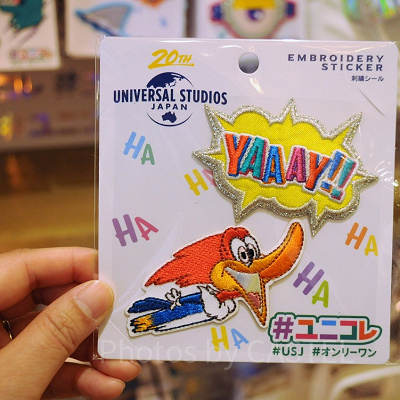 20TH
UNIVERSAL STUDIOS
JAPAN
EMBROIDERY
STICKER
刺繍シール
HA
HA
HA
HA
HA
HA
YAAAY!!
#ユニコレ
#USJ #オンリーワン
Photos by C